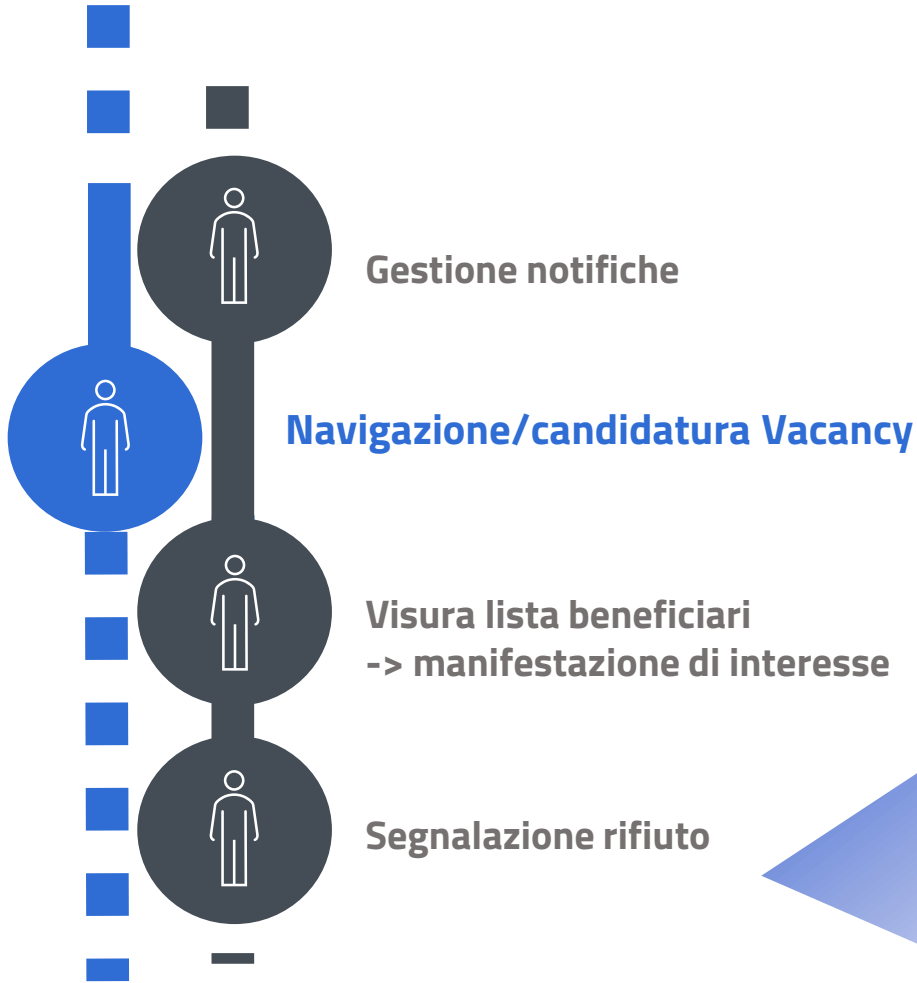 Gestione notifiche
Navigazione/candidatura Vacancy
Visura lista beneficiari
-> manifestazione di interesse
Segnalazione rifiuto